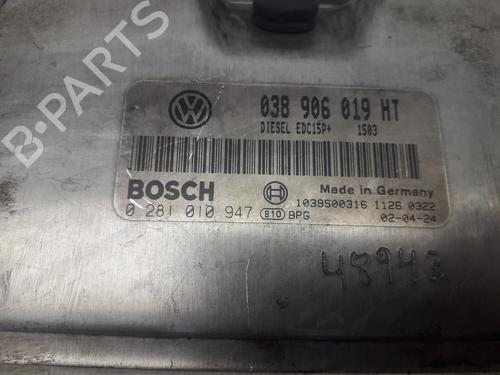 038 906 019 HT
DIESEL EDC15P+ 1503
BOSCH
Made in Germany
1039S00316 1126 0322
0 281 010 947 810 BPG 02-04-24
48943
B-PARTS